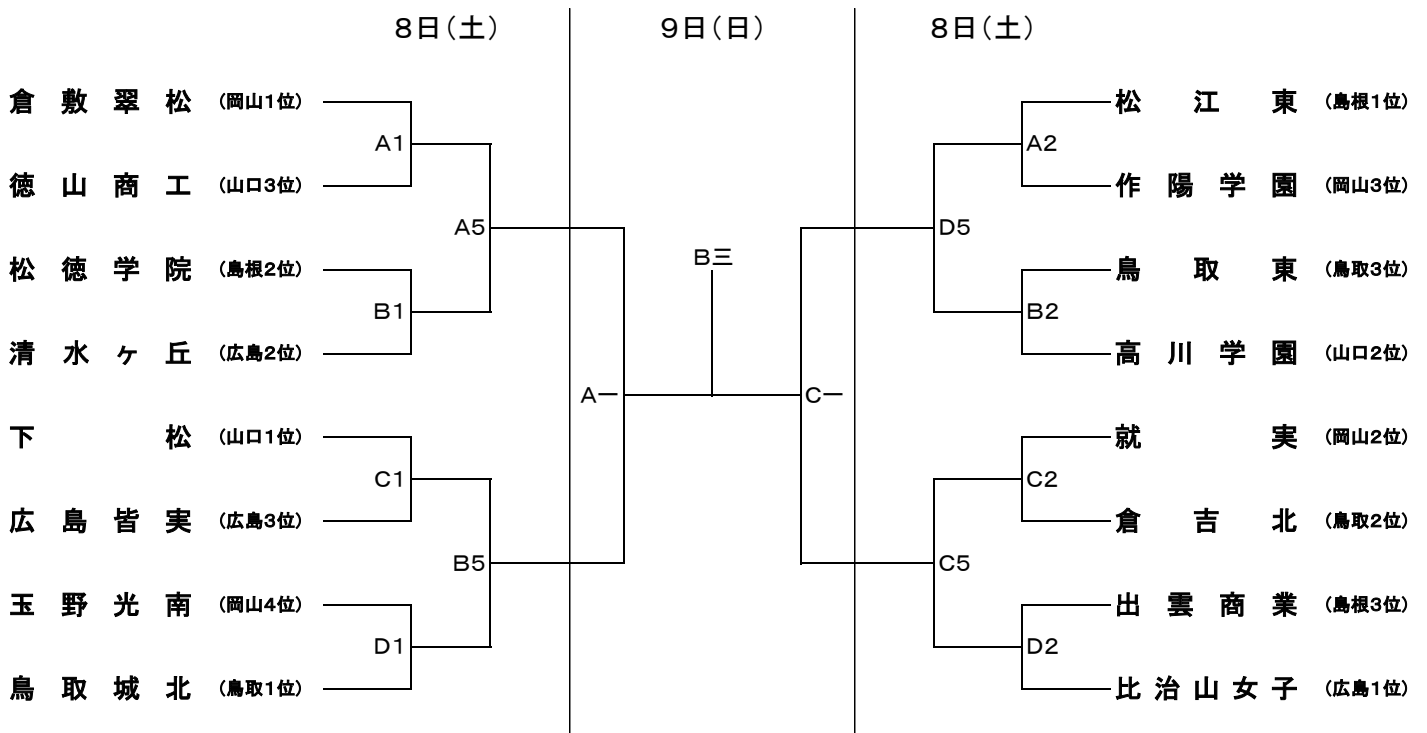 8日(土) 9日(日) 8日(土)
倉敷翠松 (岡山1位) 松江東 (島根1位)
A1 A2
徳山商工 (山口3位) 作陽学園 (岡山3位)
A5 D5
松徳学院 (島根2位) B三 鳥取東 (鳥取3位)
B1 B2
清水ヶ丘 (広島2位) 高川学園 (山口2位)
A一 C一
下松 (山口1位) 就実 (岡山2位)
C1 C2
広島皆実 (広島3位) 倉吉北 (鳥取2位)
B5 C5
玉野光南 (岡山4位) 出雲商業 (島根3位)
D1 D2
鳥取城北 (鳥取1位) 比治山女子 (広島1位)